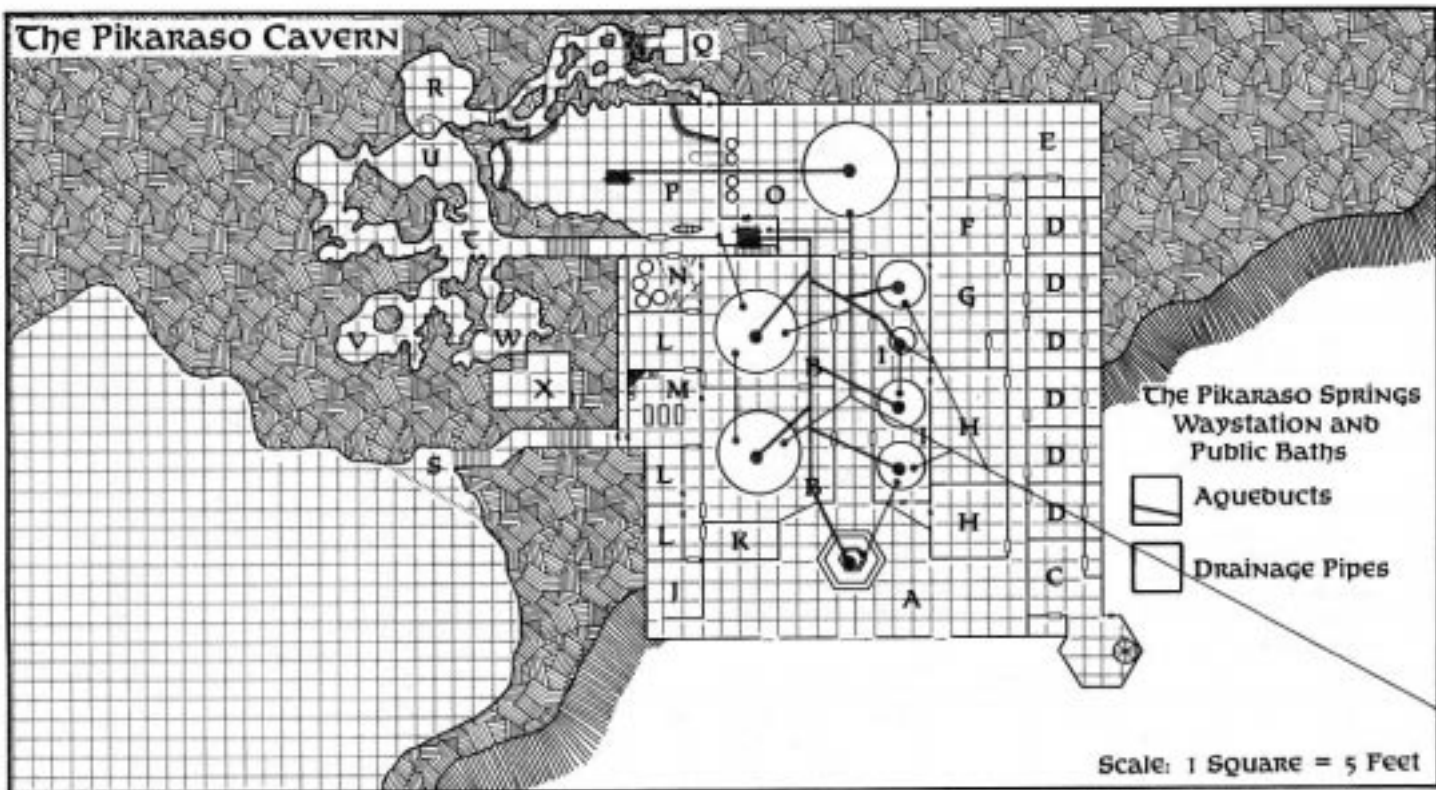 The Pikaraso Cavern
Q
R
E
U
P
O
F
D
T
N
G
D
L
I
D
V
W
X
M
B
D
The Pikaraso Springs
Waystation and
Public Baths
H
I
D
S
L
B
Aqueducts
L
K
H
D
C
Drainage Pipes
J
A
Scale: 1 Square = 5 Feet